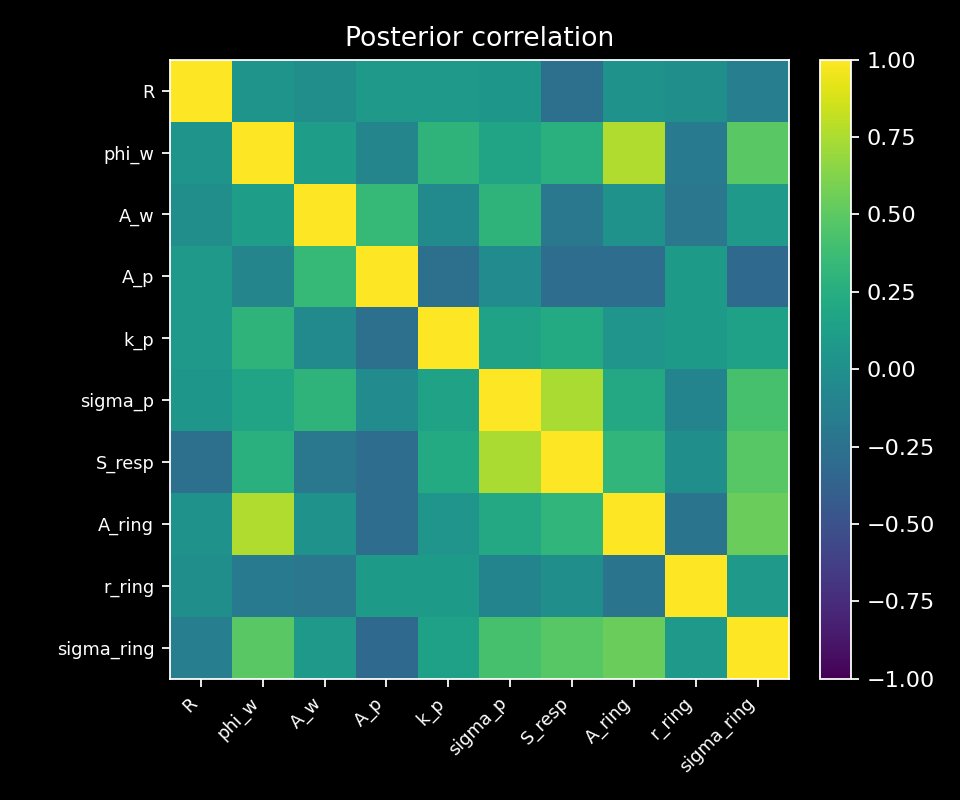 Posterior correlation
R
phi_w
A_w
A_p
k_p
sigma_p
S_resp
A_ring
r_ring
sigma_ring
R
phi_w
A_w
A_p
k_p
sigma_p
S_resp
A_ring
r_ring
sigma_ring
1.00
0.75
0.50
0.25
0.00
−0.25
−0.50
−0.75
−1.00